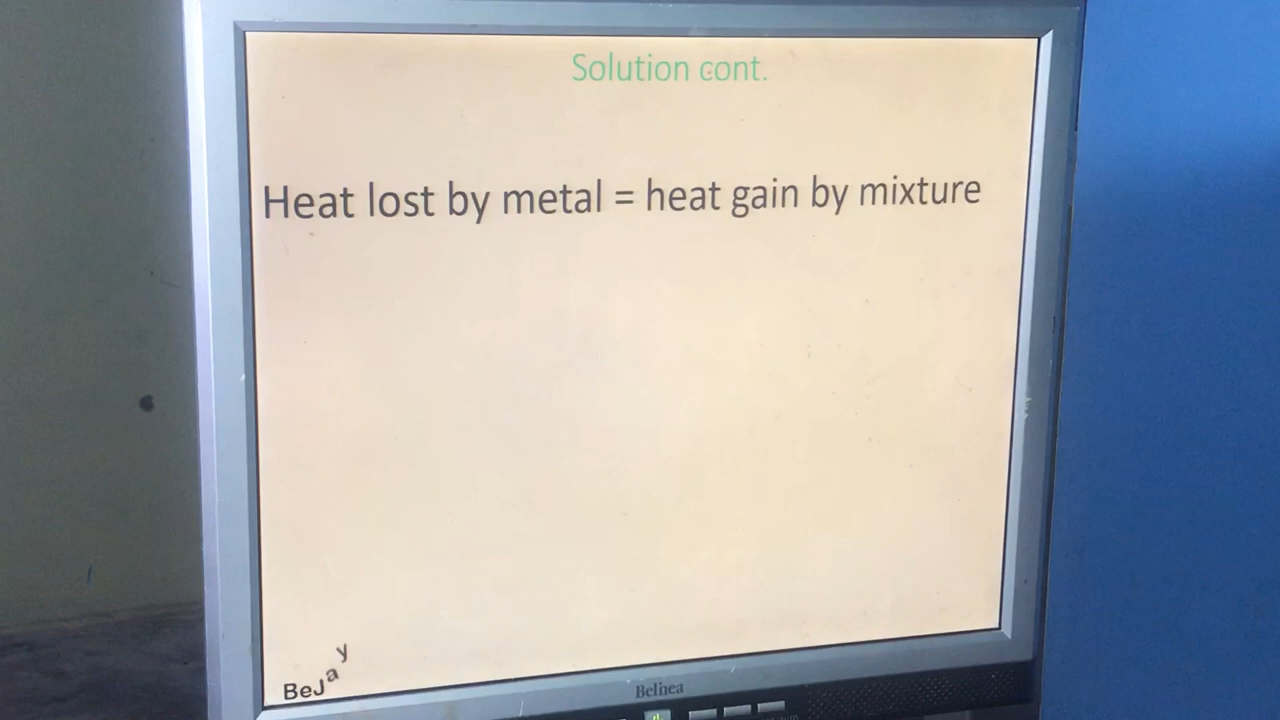 Solution cont.
Heat lost by metal = heat gain by mixture
BeJay
Belinea